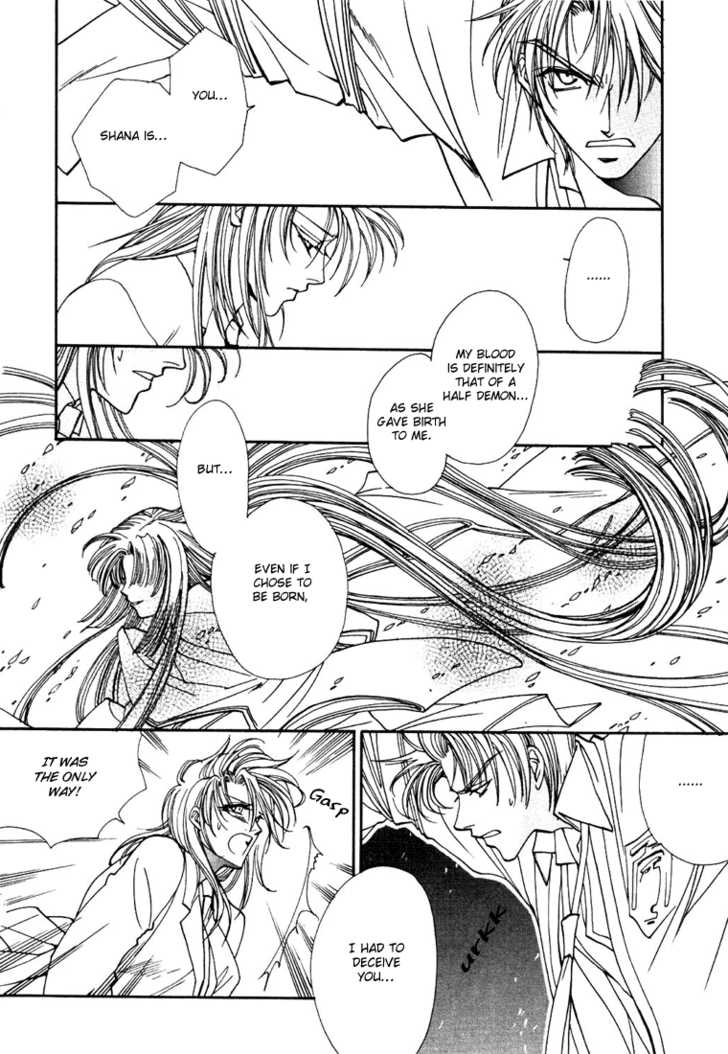 YOU...
SHANA IS...
......
MY BLOOD
IS DEFINITELY
THAT OF A
HALF DEMON...
AS SHE
GAVE BIRTH
TO ME.
BUT...
EVEN IF I
CHOSE TO
BE BORN,
......
urkk
I HAD TO
DECEIVE
YOU...
Gasp
IT WAS
THE ONLY
WAY!